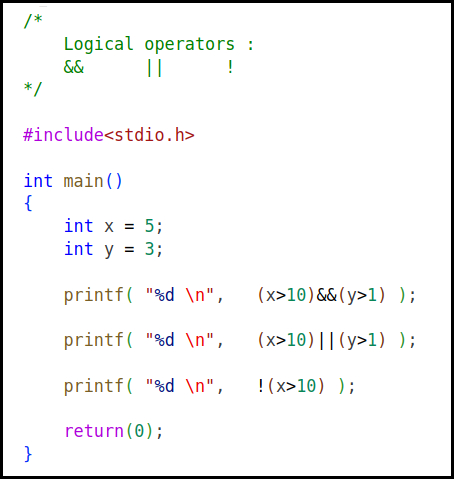 /*
    Logical operators :
    &&      ||      !
*/

#include<stdio.h>

int main()
{
    int x = 5;
    int y = 3;

    printf( "%d \n",   (x>10)&&(y>1) );

    printf( "%d \n",   (x>10)||(y>1) );

    printf( "%d \n",   !(x>10) );

    return(0);
}